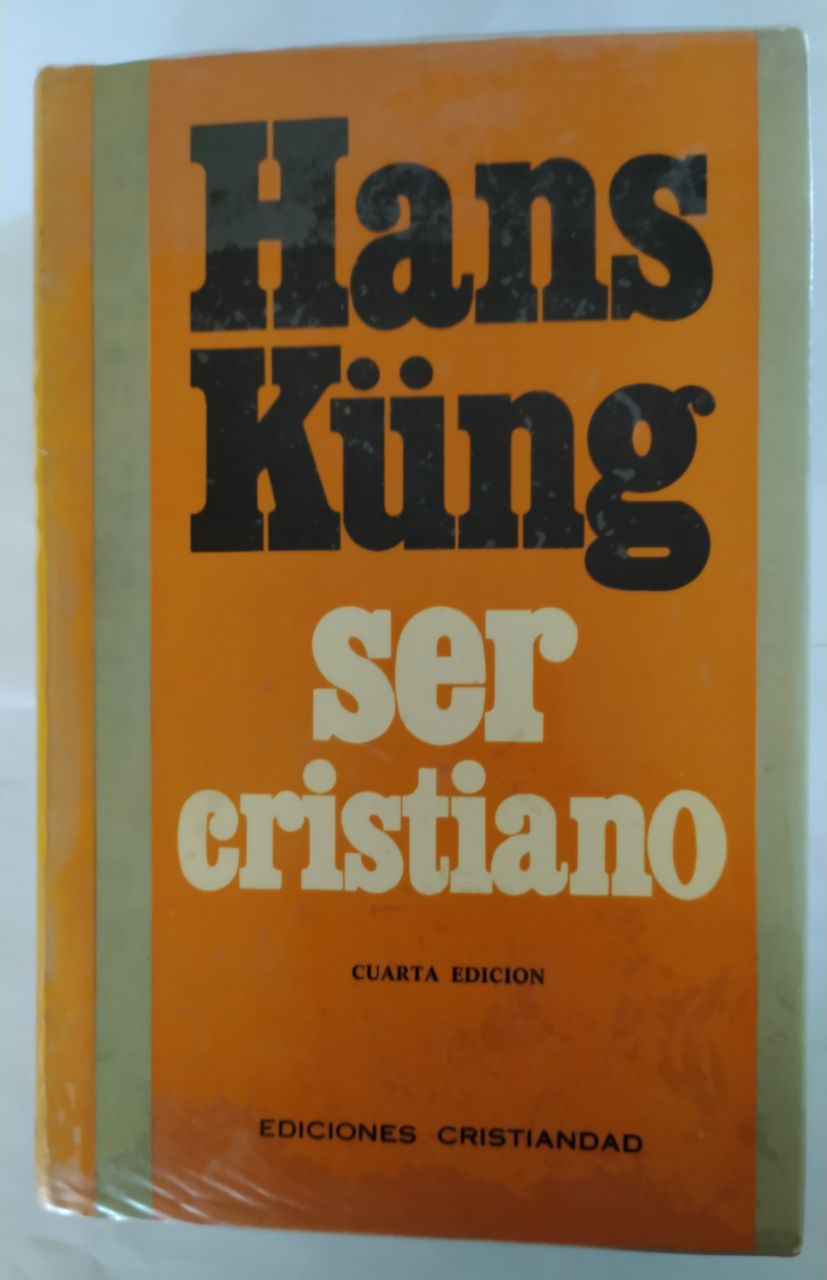 Hans
Küng
ser
cristiano
CUARTA EDICION
EDICIONES CRISTIANDAD